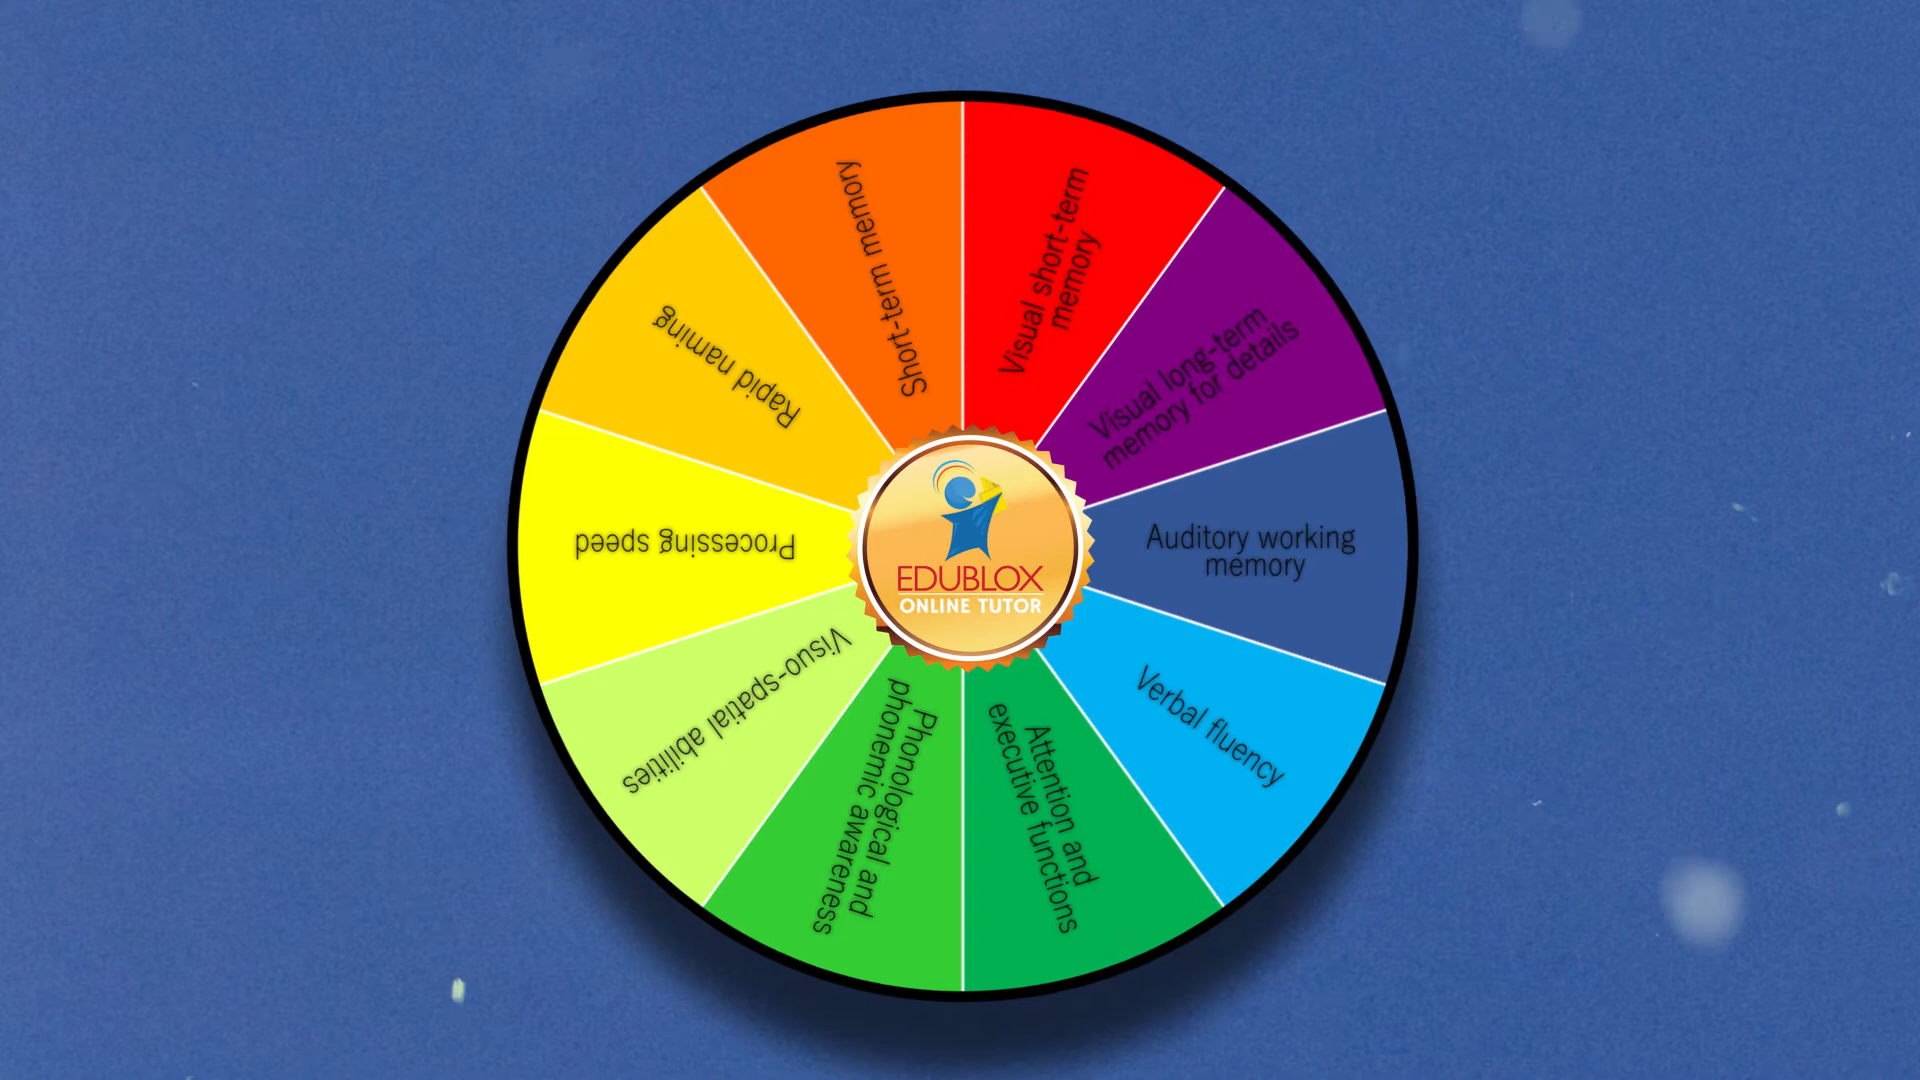 Visual short-term
memory
Visual long-term
memory for details
Auditory working
memory
Verbal fluency
Attention and
executive functions
Phonological and
phonemic awareness
Visuo-spatial abilities
Processing speed
Rapid naming
Short-term memory
EDUBLOX
ONLINE TUTOR